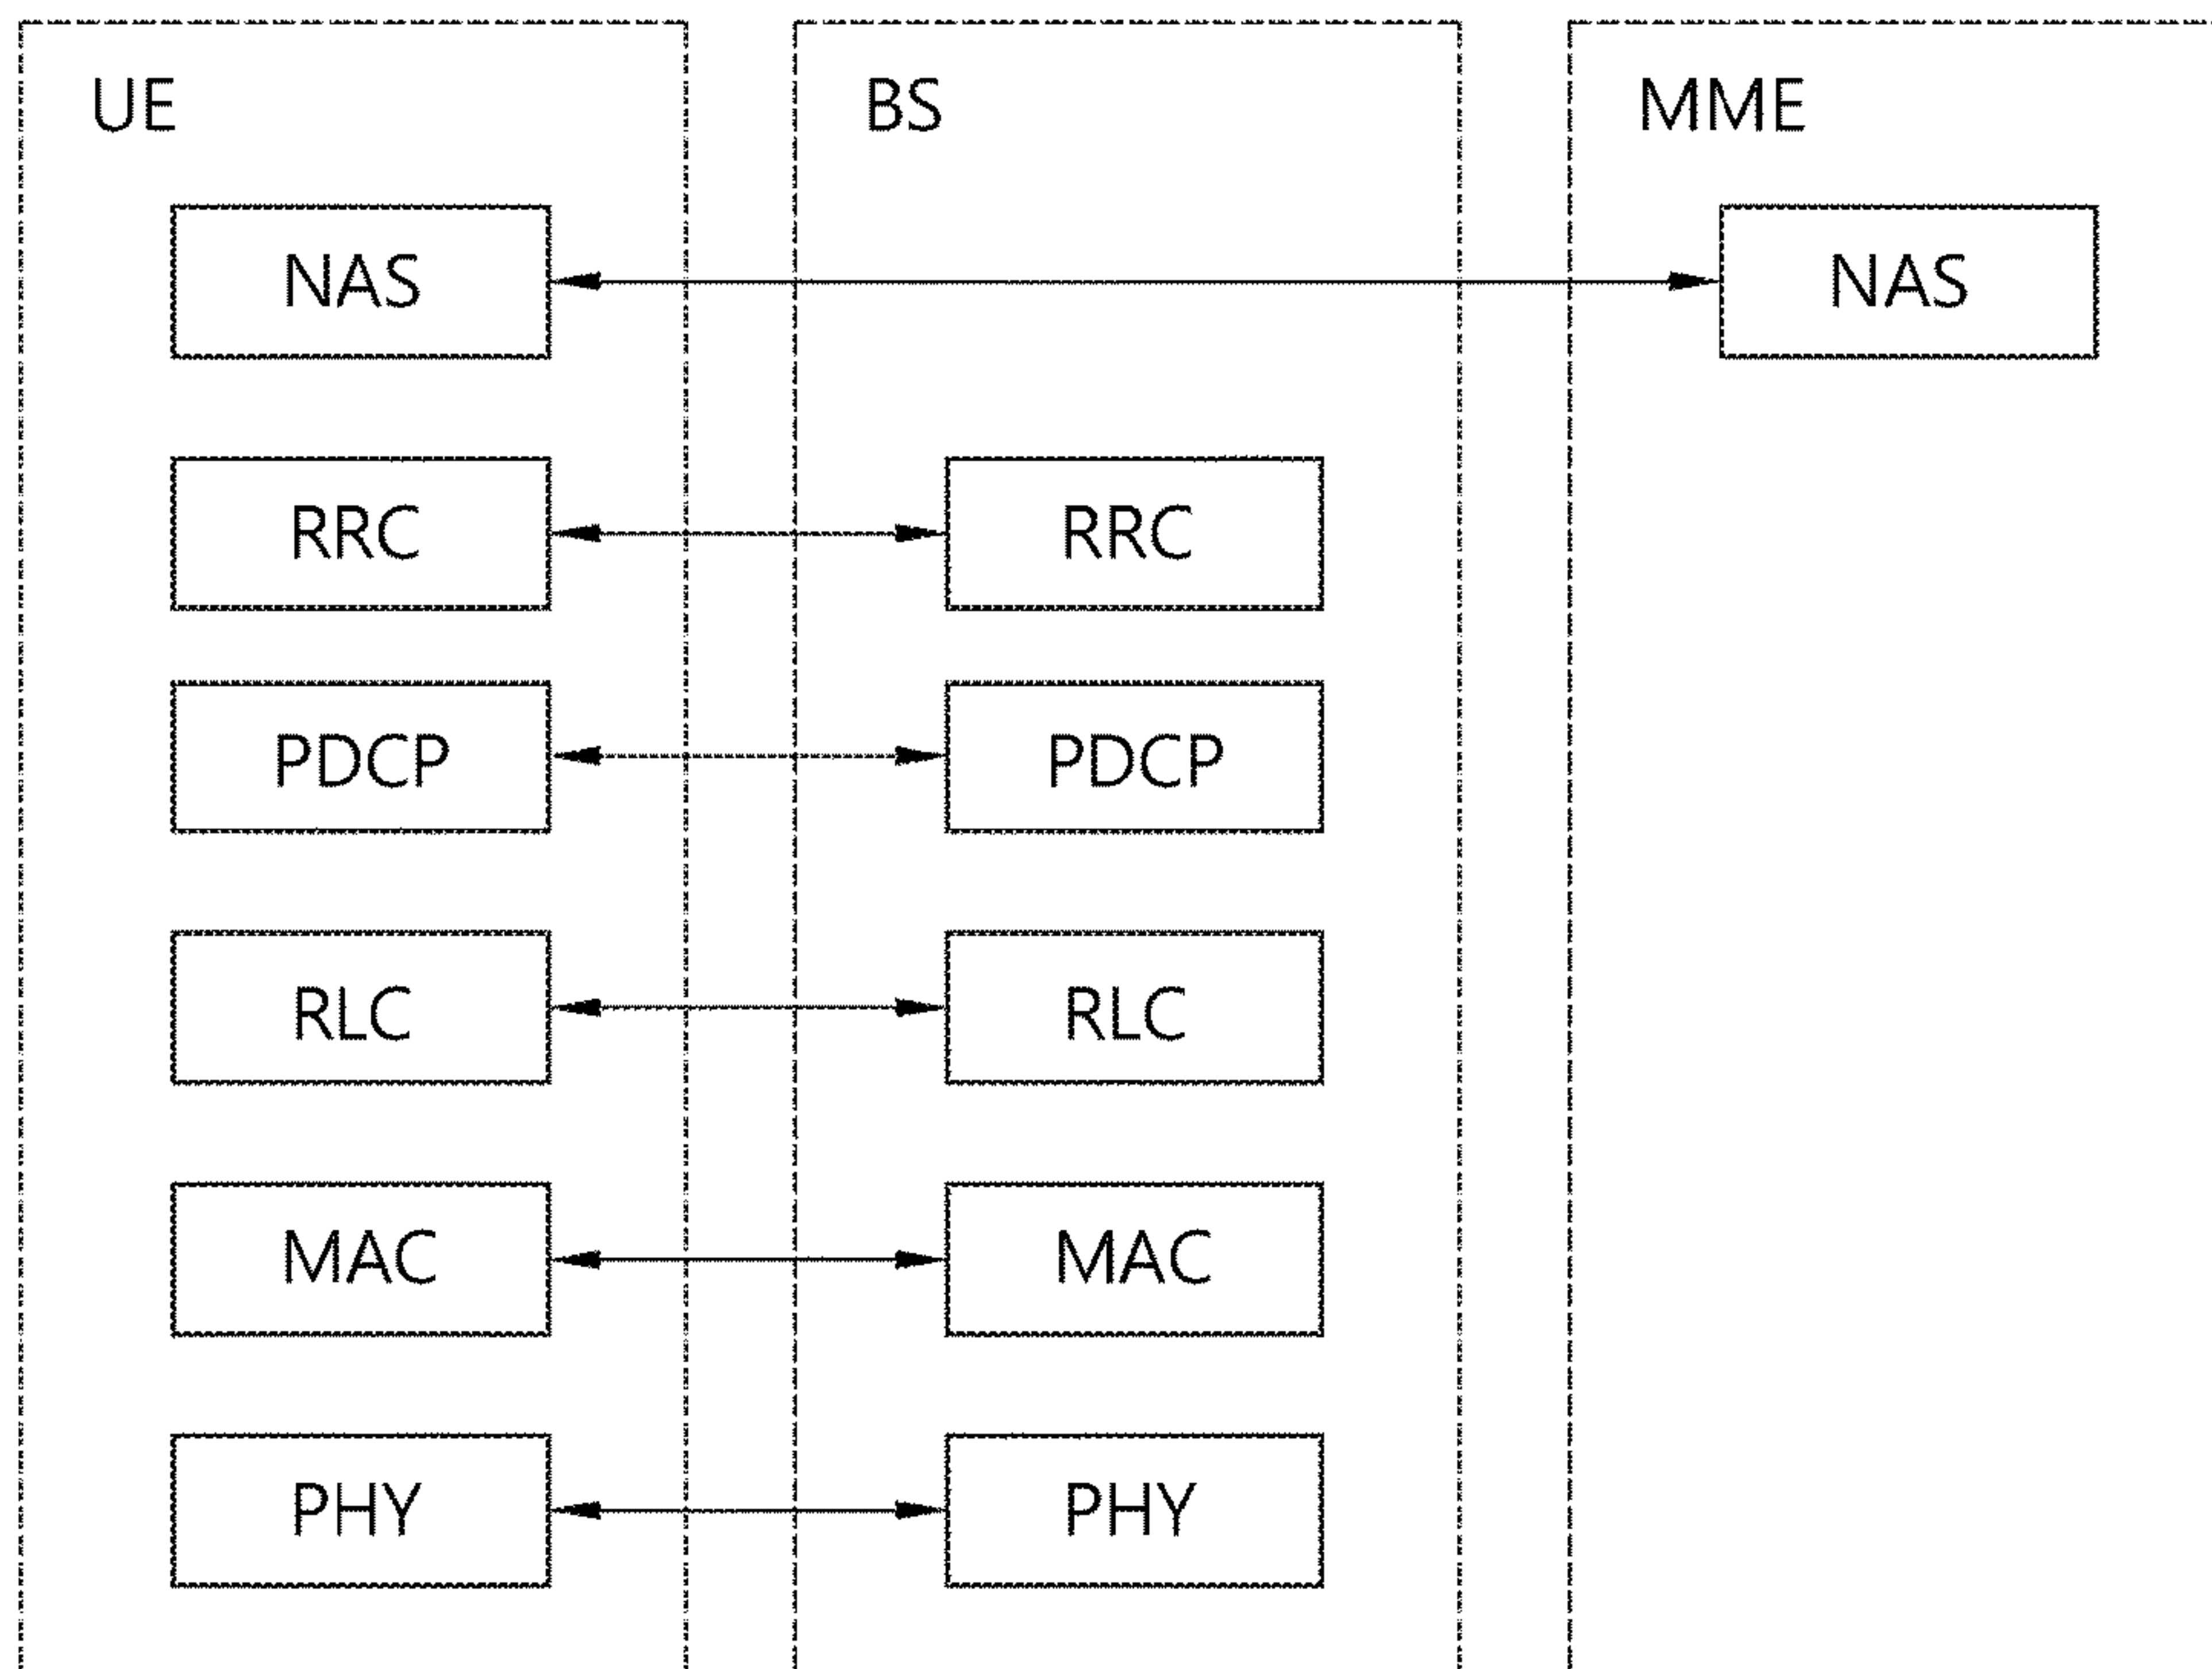 UE
BS
MME
NAS
NAS
RRC
RRC
PDCP
PDCP
RLC
RLC
MAC
MAC
PHY
PHY